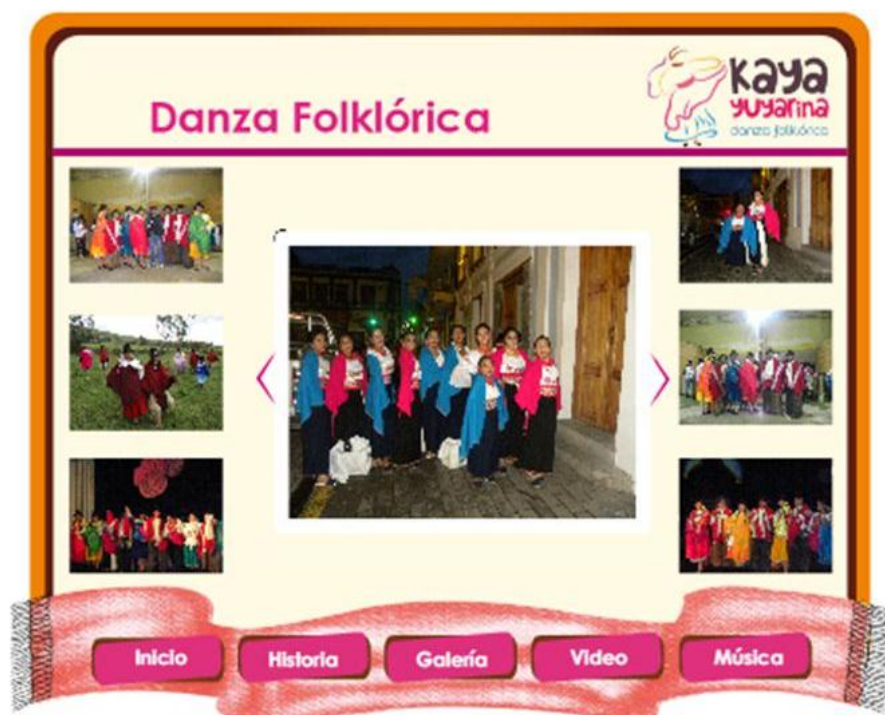 Danza Folklórica
kaya
yuyarina
danza folklórica
Inicio
Historia
Galería
Video
Música